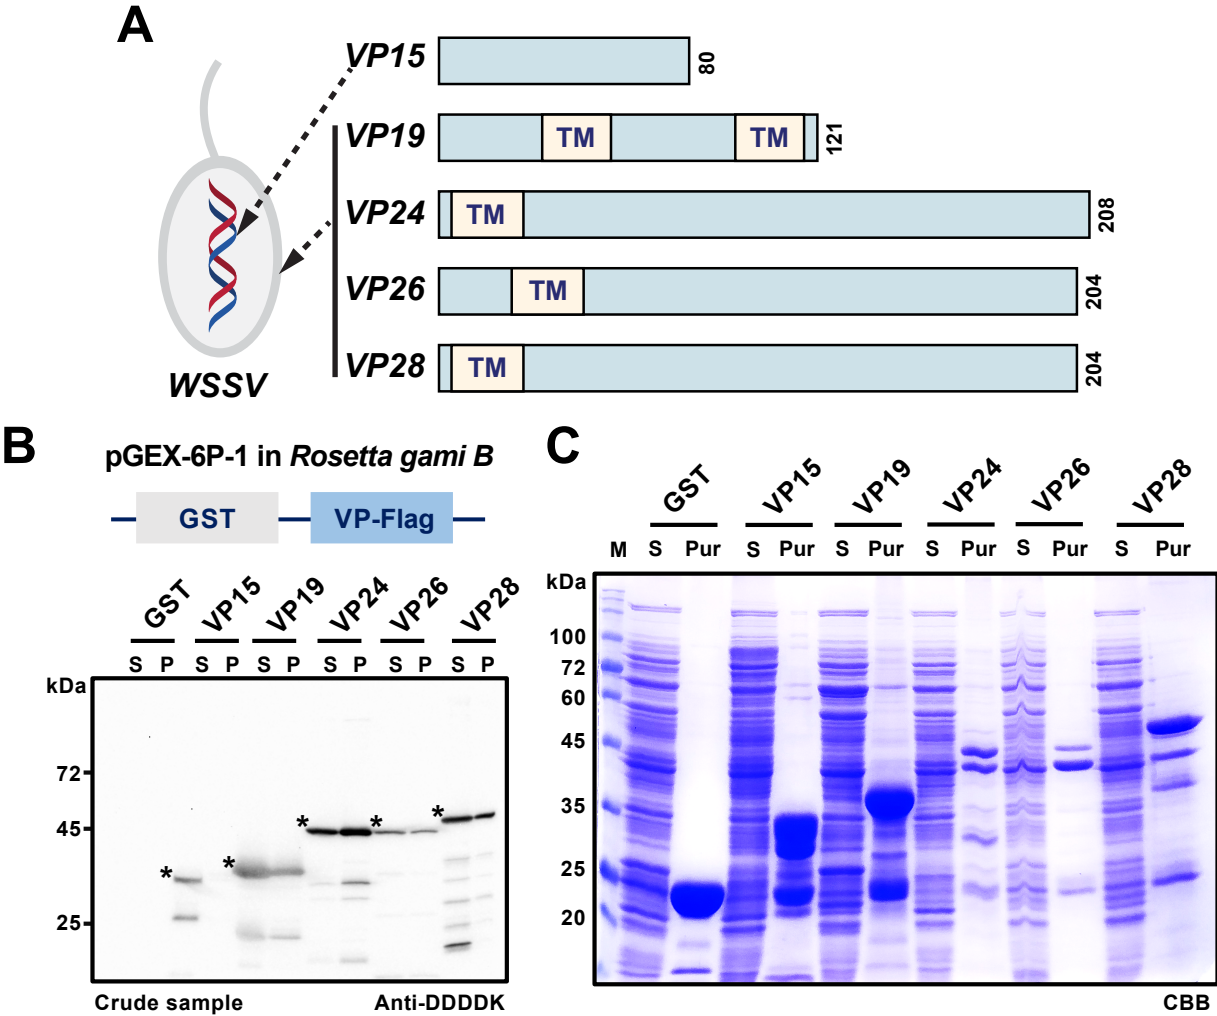 A
VP15
80
VP19
TM
TM
121
VP24
TM
208
VP26
TM
204
VP28
TM
204
WSSV
B
pGEX-6P-1 in Rosetta gami B
GST
VP-Flag
GST VP15 VP19 VP24 VP26 VP28
S P S P S P S P S P S P
kDa
72
45
25
* * * * *
Crude sample
Anti-DDDDK
C
GST VP15 VP19 VP24 VP26 VP28
M S Pur S Pur S Pur S Pur S Pur S Pur
kDa
100
72
60
45
35
25
20
CBB